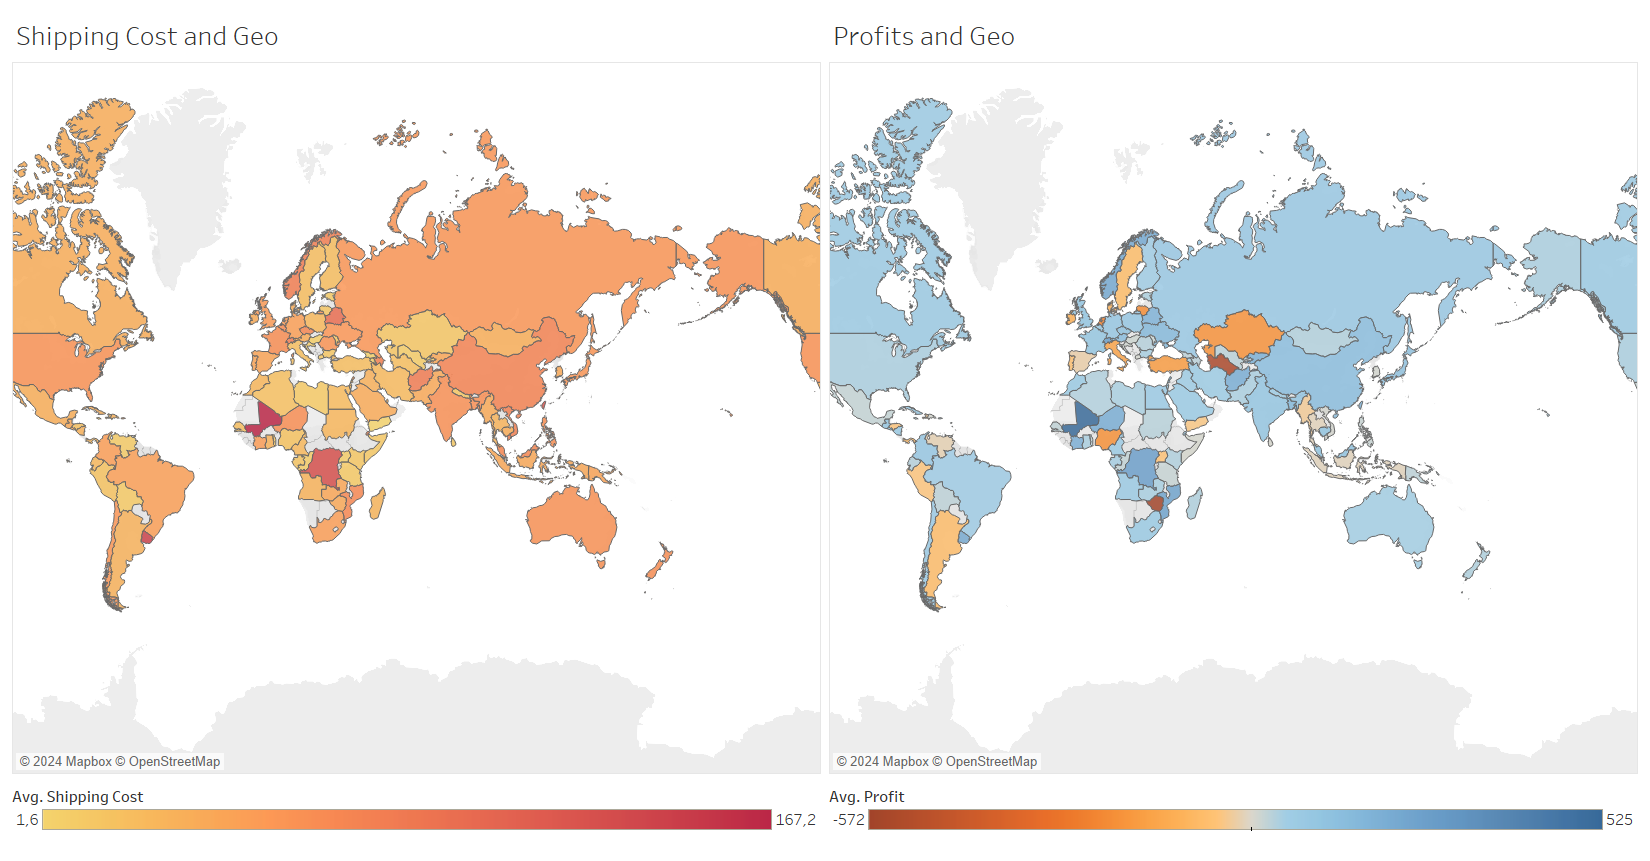 Shipping Cost and Geo
Profits and Geo
© 2024 Mapbox © OpenStreetMap
© 2024 Mapbox © OpenStreetMap
Avg. Shipping Cost
Avg. Profit
1,6
167,2
-572
525